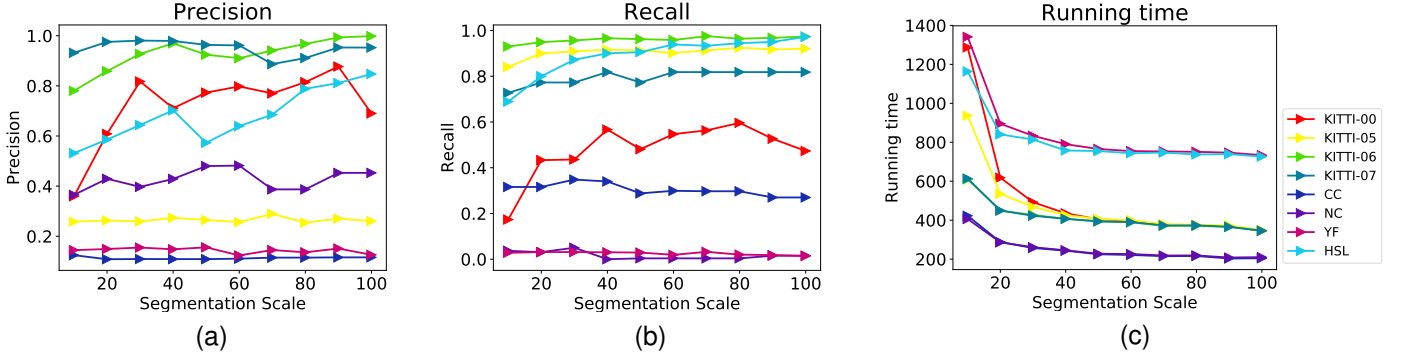 Precision
Precision
1.0
0.8
0.6
0.4
0.2
20 40 60 80 100
Segmentation Scale
(a)
Recall
Recall
1.0
0.8
0.6
0.4
0.2
0.0
20 40 60 80 100
Segmentation Scale
(b)
Running time
Running time
1400
1200
1000
800
600
400
200
20 40 60 80 100
Segmentation Scale
(c)
KITTI-00
KITTI-05
KITTI-06
KITTI-07
CC
NC
YF
HSL